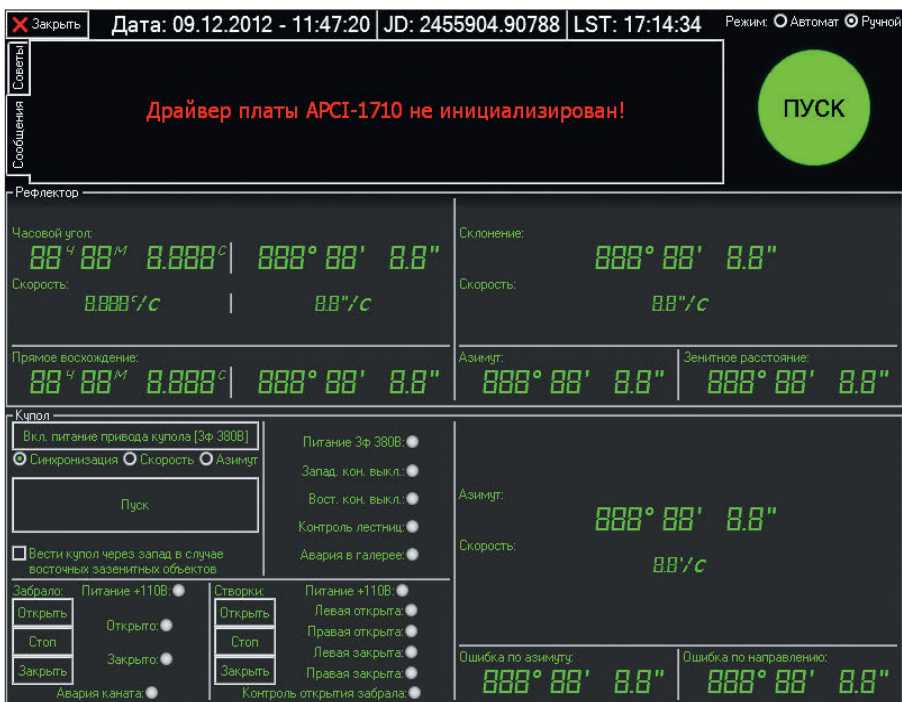 Закрыть Дата: 09.12.2012 - 11:47:20 JD: 2455904.90788 LST: 17:14:34 Режим: Автомат Ручной
Советы
Сообщения
Драйвер платы APCI-1710 не инициализирован!
ПУСК
Рефлектор
Часовой угол:
88 ч 88 м 8.888 с 888° 88' 8.8"
Скорость:
8.888 с/с 8.8"/с
Склонение:
888° 88' 8.8"
Скорость:
8.8"/с
Прямое восхождение:
88 ч 88 м 8.888 с 888° 88' 8.8"
Азимут:
888° 88' 8.8"
Зенитное расстояние:
888° 88' 8.8"
Купол
Вкл. питание привода купола [3ф 380В]
Синхронизация Скорость Азимут
Пуск
Вести купол через запад в случае
восточных зазенитных объектов
Питание 3ф 380В:
Запад. кон. выкл.:
Вост. кон. выкл.:
Контроль лестниц:
Авария в галерее:
Азимут:
888° 88' 8.8"
Скорость:
8.8'/с
Забрало: Питание +110В:
Открыть
Стоп
Закрыть
Открыто:
Закрыто:
Авария каната:
Створки: Питание +110В:
Открыть
Стоп
Закрыть
Левая открыта:
Правая открыта:
Левая закрыта:
Правая закрыта:
Контроль открытия забрала:
Ошибка по азимуту:
888° 88' 8.8"
Ошибка по направлению:
888° 88' 8.8"